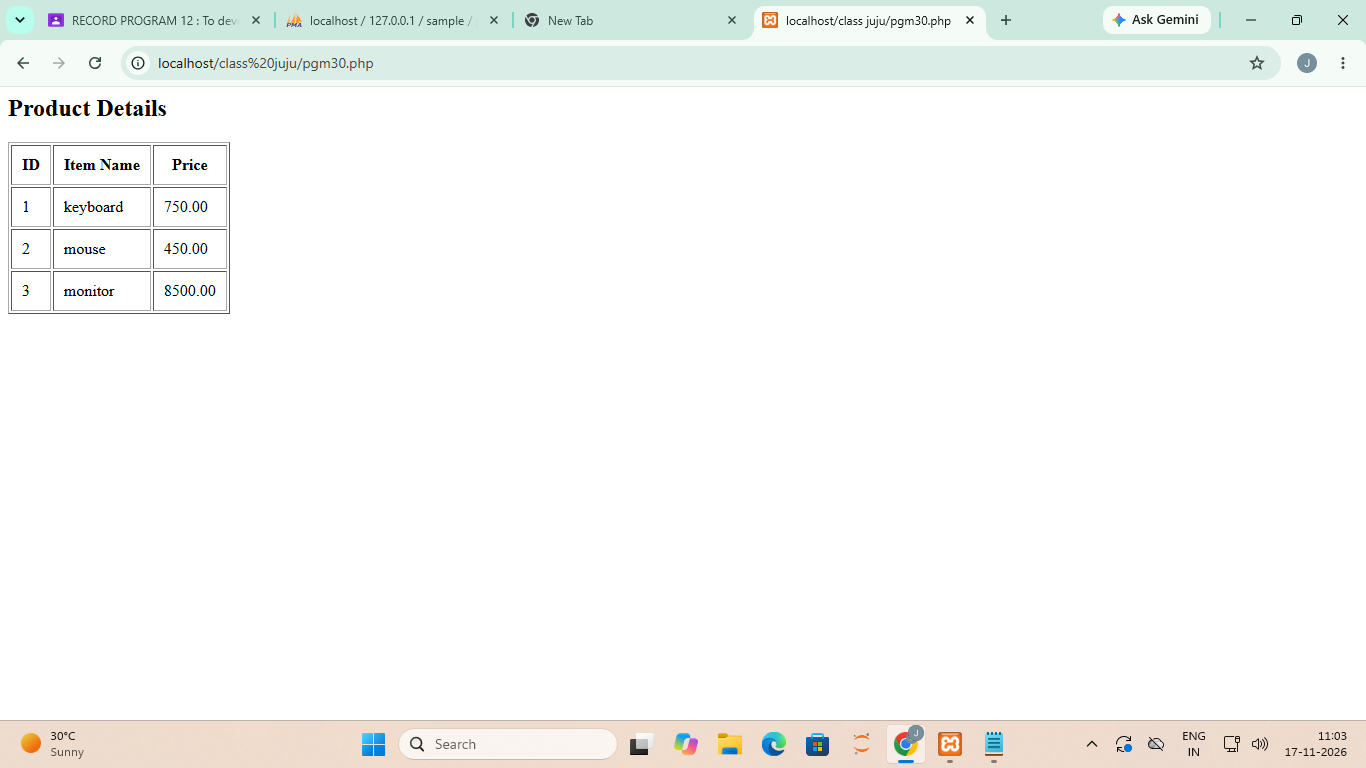 RECORD PROGRAM 12 : To dev
localhost / 127.0.0.1 / sample /
New Tab
localhost/class juju/pgm30.php
Ask Gemini
localhost/class%20juju/pgm30.php
J
Product Details
ID Item Name Price
1 keyboard 750.00
2 mouse 450.00
3 monitor 8500.00
30°C
Sunny
Search
J
ENG
IN
11:03
17-11-2026